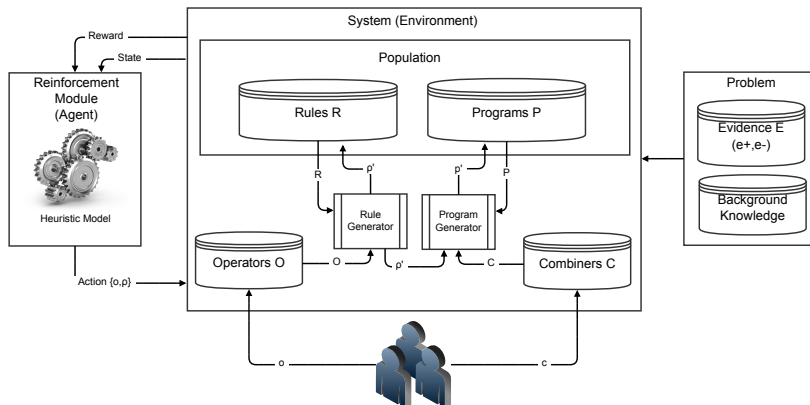 System (Environment)
Reward
State
Population
Reinforcement
Module
(Agent)
Heuristic Model
Rules R
Programs P
Problem
Evidence E
(e+,e-)
Background
Knowledge
R
ρ'
p'
P
Rule
Generator
Program
Generator
Operators O
O
ρ'
C
Combiners C
Action {o,ρ}
o
c